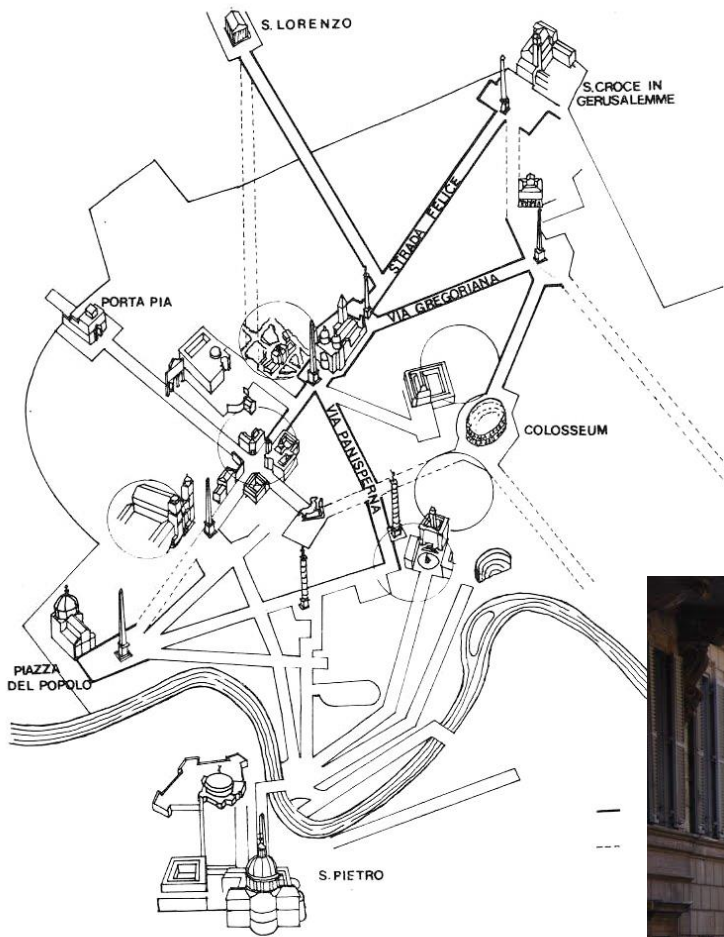 S. LORENZO
S. CROCE IN
GERUSALEMME
STRADA FELICE
PORTA PIA
VIA GREGORIANA
VIA PANISPERNA
COLOSSEUM
PIAZZA
DEL POPOLO
S. PIETRO